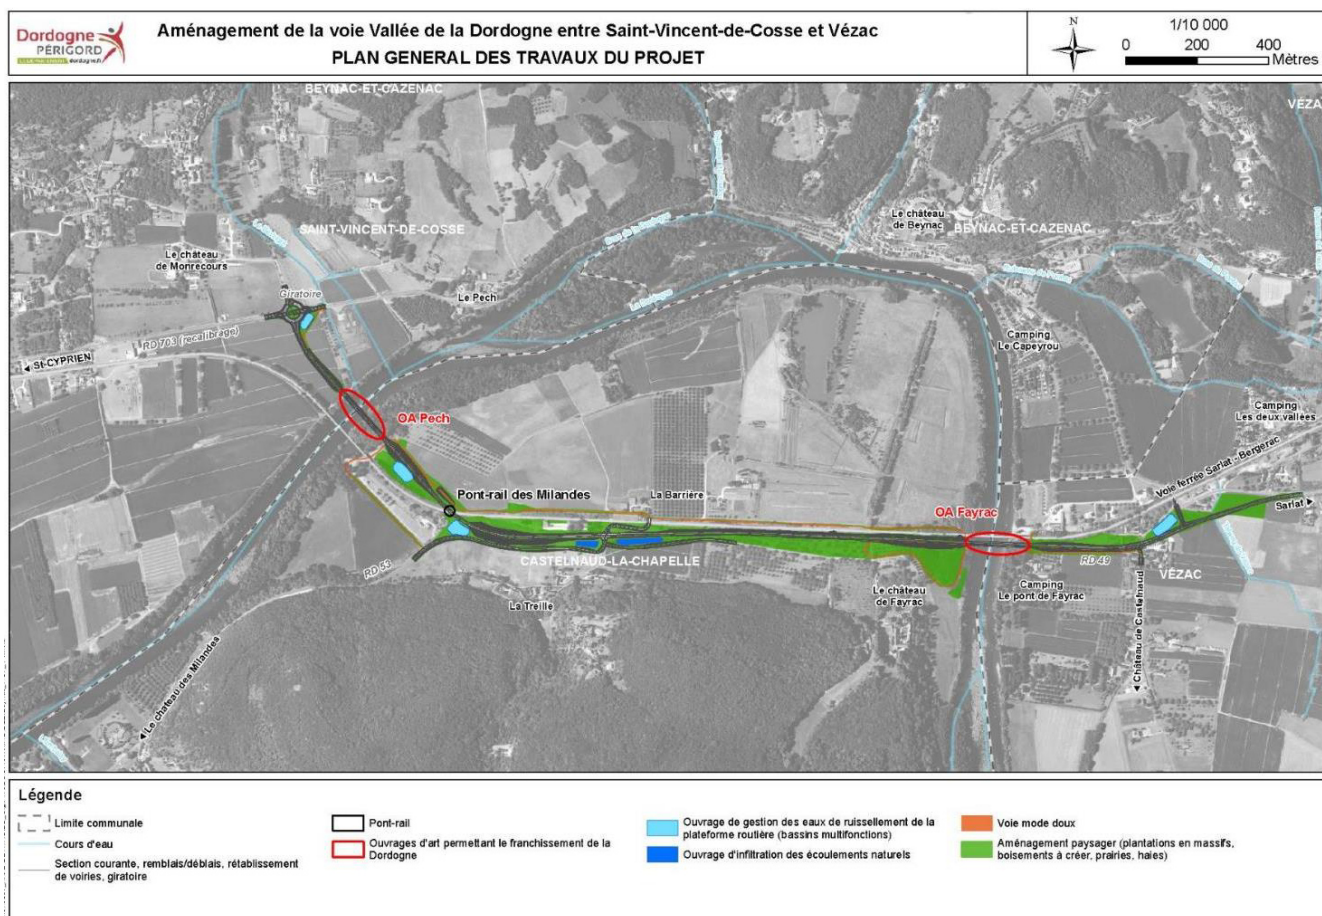 Dordogne
PÉRIGORD
dordogne.fr
Aménagement de la voie Vallée de la Dordogne entre Saint-Vincent-de-Cosse et Vézac
PLAN GENERAL DES TRAVAUX DU PROJET
N
1/10 000
0 200 400
Mètres
BEYNAC-ET-CAZENAC
VÉZA
SAINT-VINCENT-DE-COSSE
Le château
de Monrecours
Giratoire
Le Pech
Le château
de Beynac
BEYNAC-ET-CAZENAC
La Dordogne
RD 703 (recalibrage)
St-CYPRIEN
Camping
Le Capeyrou
OA Pech
Camping
Les deux vallées
Voie ferrée Sarlat - Bergerac
Sarlat
Pont-rail des Milandes
La Barrière
OA Fayrac
RD 53
CASTELNAUD-LA-CHAPELLE
RD 49
VÉZAC
La Treille
Le château
de Fayrac
Camping
Le pont de Fayrac
Château de Castelnaud
Le chateau des Milandes
Légende
Limite communale
Cours d'eau
Section courante, remblais/déblais, rétablissement
de voiries, giratoire
Pont-rail
Ouvrages d'art permettant le franchissement de la
Dordogne
Ouvrage de gestion des eaux de ruissellement de la
plateforme routière (bassins multifonctions)
Ouvrage d'infiltration des écoulements naturels
Voie mode doux
Aménagement paysager (plantations en massifs,
boisements à créer, prairies, haies)